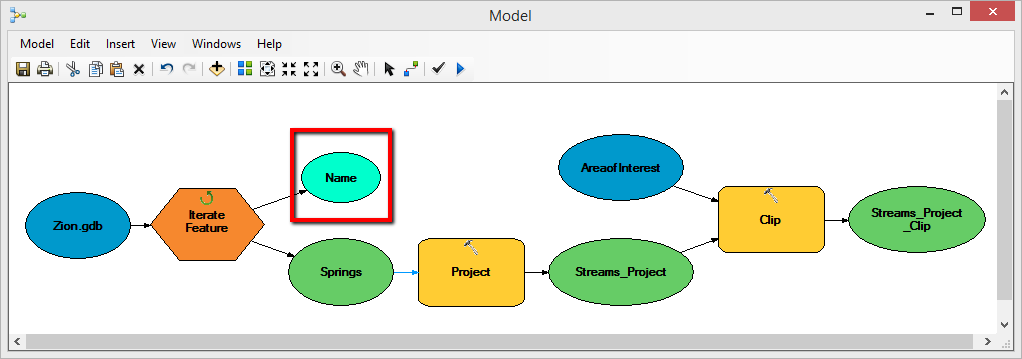 Model
Model Edit Insert View Windows Help
Name
Zion.gdb
Iterate
Feature
Springs
Project
Streams_Project
AreaofInterest
Clip
Streams_Project
_Clip